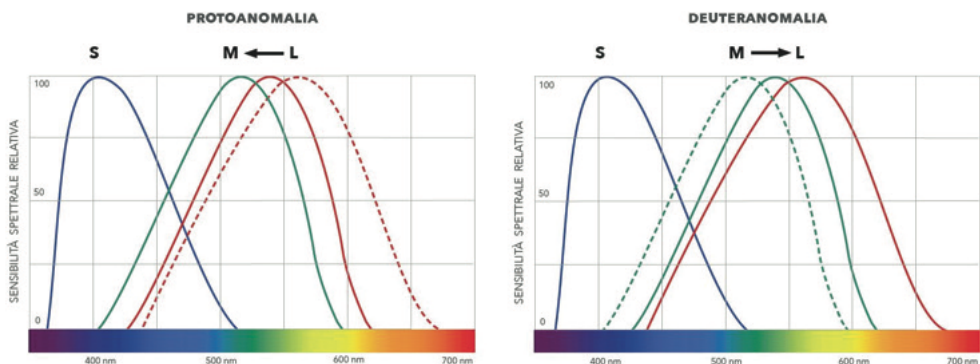 PROTOANOMALIA
S M L
SENSIBILITÀ SPETTRALE RELATIVA
100
50
0
400 nm 500 nm 600 nm 700 nm
DEUTERANOMALIA
S M L
SENSIBILITÀ SPETTRALE RELATIVA
100
50
0
400 nm 500 nm 600 nm 700 nm